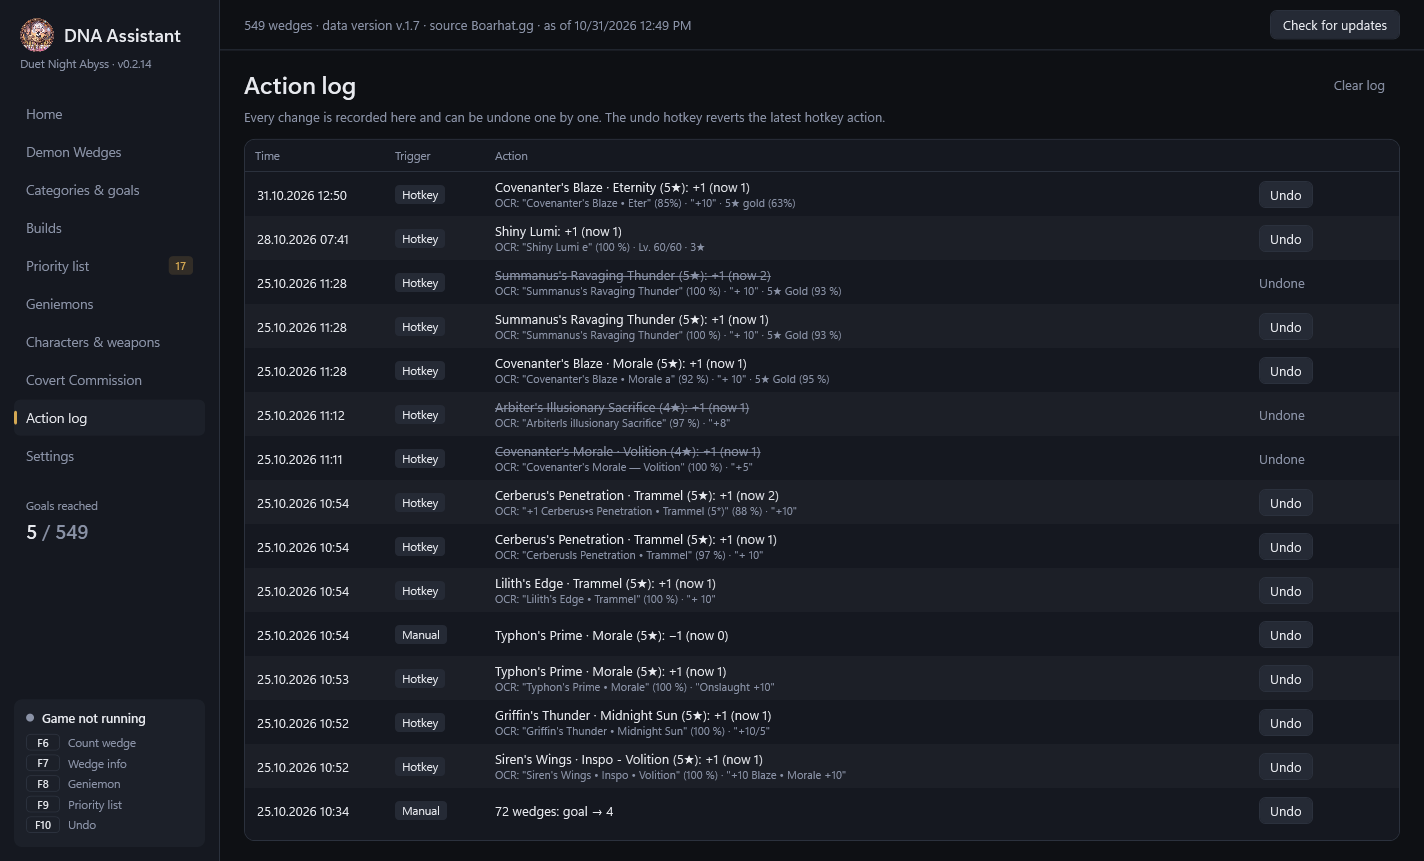 DNA Assistant
Duet Night Abyss · v0.2.14
Home
Demon Wedges
Categories & goals
Builds
Priority list 17
Geniemons
Characters & weapons
Covert Commission
Action log
Settings
Goals reached
5 / 549
Game not running
F6 Count wedge
F7 Wedge info
F8 Geniemon
F9 Priority list
F10 Undo
549 wedges · data version v.1.7 · source Boarhat.gg · as of 10/31/2026 12:49 PM
Check for updates
Action log
Clear log
Every change is recorded here and can be undone one by one. The undo hotkey reverts the latest hotkey action.
Time Trigger Action
31.10.2026 12:50 Hotkey Covenanter's Blaze · Eternity (5★): +1 (now 1) Undo
OCR: "Covenanter's Blaze • Eter" (85%) · "+10" · 5★ gold (63%)
28.10.2026 07:41 Hotkey Shiny Lumi: +1 (now 1) Undo
OCR: "Shiny Lumi e" (100 %) · Lv. 60/60 · 3★
25.10.2026 11:28 Hotkey Summanus's Ravaging Thunder (5★): +1 (now 2) Undone
OCR: "Summanus's Ravaging Thunder" (100 %) · "+ 10" · 5★ Gold (93 %)
25.10.2026 11:28 Hotkey Summanus's Ravaging Thunder (5★): +1 (now 1) Undo
OCR: "Summanus's Ravaging Thunder" (100 %) · "+ 10" · 5★ Gold (93 %)
25.10.2026 11:28 Hotkey Covenanter's Blaze · Morale (5★): +1 (now 1) Undo
OCR: "Covenanter's Blaze • Morale a" (92 %) · "+ 10" · 5★ Gold (95 %)
25.10.2026 11:12 Hotkey Arbiter's Illusionary Sacrifice (4★): +1 (now 1) Undone
OCR: "Arbiterls illusionary Sacrifice" (97 %) · "+8"
25.10.2026 11:11 Hotkey Covenanter's Morale · Volition (4★): +1 (now 1) Undone
OCR: "Covenanter's Morale — Volition" (100 %) · "+5"
25.10.2026 10:54 Hotkey Cerberus's Penetration · Trammel (5★): +1 (now 2) Undo
OCR: "+1 Cerberus•s Penetration • Trammel (5*)" (88 %) · "+10"
25.10.2026 10:54 Hotkey Cerberus's Penetration · Trammel (5★): +1 (now 1) Undo
OCR: "Cerberusls Penetration • Trammel" (97 %) · "+ 10"
25.10.2026 10:54 Hotkey Lilith's Edge · Trammel (5★): +1 (now 1) Undo
OCR: "Lilith's Edge • Trammel" (100 %) · "+ 10"
25.10.2026 10:54 Manual Typhon's Prime · Morale (5★): −1 (now 0) Undo
25.10.2026 10:53 Hotkey Typhon's Prime · Morale (5★): +1 (now 1) Undo
OCR: "Typhon's Prime • Morale" (100 %) · "Onslaught +10"
25.10.2026 10:52 Hotkey Griffin's Thunder · Midnight Sun (5★): +1 (now 1) Undo
OCR: "Griffin's Thunder • Midnight Sun" (100 %) · "+10/5"
25.10.2026 10:52 Hotkey Siren's Wings · Inspo - Volition (5★): +1 (now 1) Undo
OCR: "Siren's Wings • Inspo • Volition" (100 %) · "+10 Blaze • Morale +10"
25.10.2026 10:34 Manual 72 wedges: goal → 4 Undo